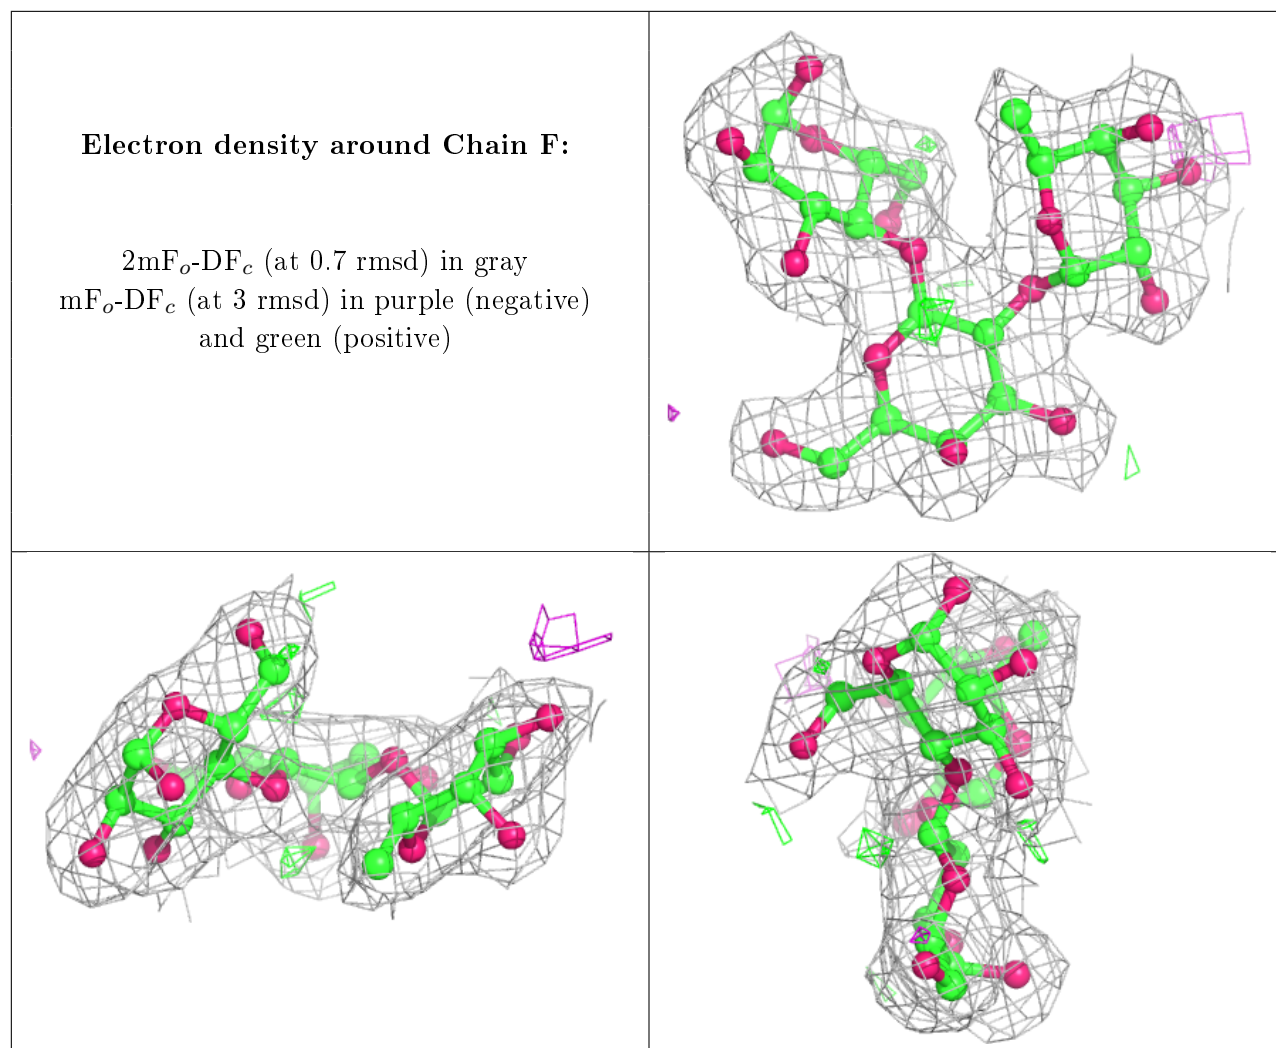 Electron density around Chain F:
2mFₒ-DF𝒸 (at 0.7 rmsd) in gray
mFₒ-DF𝒸 (at 3 rmsd) in purple (negative)
and green (positive)